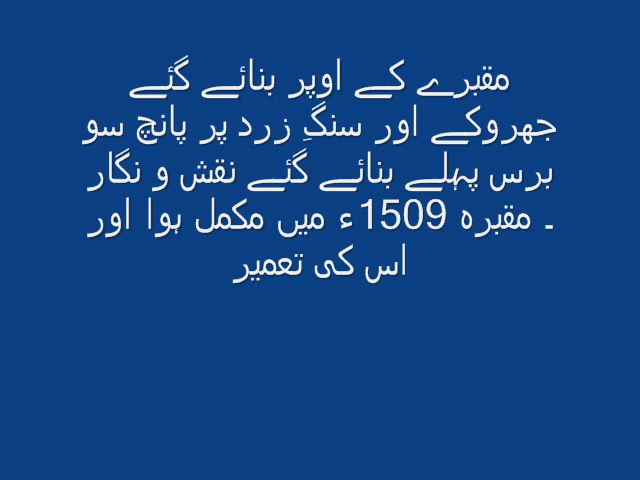 مقبرے کے اوپر بنائے گئے
جھروکے اور سنگِ زرد پر پانچ سو
برس پہلے بنائے گئے نقش و نگار
۔ مقبرہ 1509ء میں مکمل ہوا اور
اس کی تعمیر